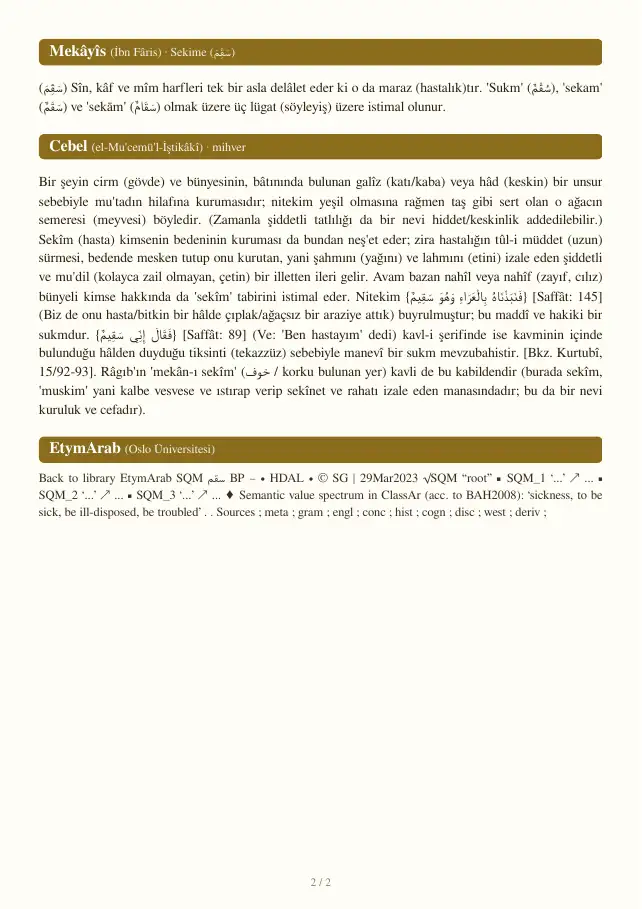 Mekâyîs (İbn Fâris) · Sekime (سَقِمَ)
(سَقِمَ) Sîn, kâf ve mîm harfleri tek bir asla delâlet eder ki o da maraz (hastalık)tır. 'Sukm' (سُقْمٌ), 'sekam'
(سَقَمٌ) ve 'sekām' (سَقَامٌ) olmak üzere üç lügat (söyleyiş) üzere istimal olunur.
Cebel (el-Mu'cemü'l-İştikâkî) · mihver
Bir şeyin cirm (gövde) ve bünyesinin, bâtınında bulunan galîz (katı/kaba) veya hâd (keskin) bir unsur
sebebiyle mu'tadın hilafına kurumasıdır; nitekim yeşil olmasına rağmen taş gibi sert olan o ağacın
semeresi (meyvesi) böyledir. (Zamanla şiddetli tatlılığı da bir nevi hiddet/keskinlik addedilebilir.)
Sekîm (hasta) kimsenin bedeninin kuruması da bundan neş'et eder; zira hastalığın tûl-i müddet (uzun)
sürmesi, bedende mesken tutup onu kurutan, yani şahmını (yağını) ve lahmını (etini) izale eden şiddetli
ve mu'dil (kolayca zail olmayan, çetin) bir illetten ileri gelir. Avam bazan nahîl veya nahîf (zayıf, cılız)
bünyeli kimse hakkında da 'sekîm' tabirini istimal eder. Nitekim {فَنَبَذْنَاهُ بِالْعَرَاءِ وَهُوَ سَقِيمٌ} [Saffât: 145]
(Biz de onu hasta/bitkin bir hâlde çıplak/ağaçsız bir araziye attık) buyrulmuştur; bu maddî ve hakiki bir
sukmdur. {فَقَالَ إِنِّي سَقِيمٌ} [Saffât: 89] (Ve: 'Ben hastayım' dedi) kavl-i şerifinde ise kavminin içinde
bulunduğu hâlden duyduğu tiksinti (tekazzüz) sebebiyle manevî bir sukm mevzubahistir. [Bkz. Kurtubî,
15/92-93]. Râgıb'ın 'mekân-ı sekîm' (خوف / korku bulunan yer) kavli de bu kabildendir (burada sekîm,
'muskim' yani kalbe vesvese ve ıstırap verip sekînet ve rahatı izale eden manasındadır; bu da bir nevi
kuruluk ve cefadır).
EtymArab (Oslo Üniversitesi)
Back to library EtymArab SQM سقم BP – • HDAL • © SG | 29Mar2023 √SQM “root” ▪ SQM_1 ‘...’ ↗ ... ▪
SQM_2 ‘...’ ↗ ... ▪ SQM_3 ‘...’ ↗ ... ♦ Semantic value spectrum in ClassAr (acc. to BAH2008): ‘sickness, to be
sick, be ill-disposed, be troubled’ . . Sources ; meta ; gram ; engl ; conc ; hist ; cogn ; disc ; west ; deriv ;
2 / 2